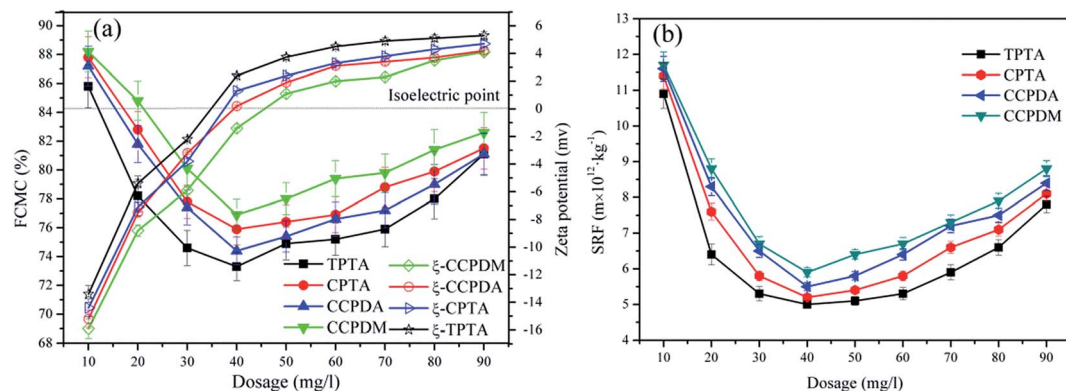 (a)
90
88
86
84
82
80
78
76
74
72
70
68
FCMC (%)
6
4
2
0
-2
-4
-6
-8
-10
-12
-14
-16
Zeta potential (mv)
Isoelectric point
TPTA
CPTA
CCPDA
CCPDM
ξ-CCPDM
ξ-CCPDA
ξ-CPTA
ξ-TPTA
10 20 30 40 50 60 70 80 90
Dosage (mg/l)
(b)
13
12
11
10
9
8
7
6
5
4
SRF (m×10¹²·kg⁻¹)
TPTA
CPTA
CCPDA
CCPDM
10 20 30 40 50 60 70 80 90
Dosage (mg/l)